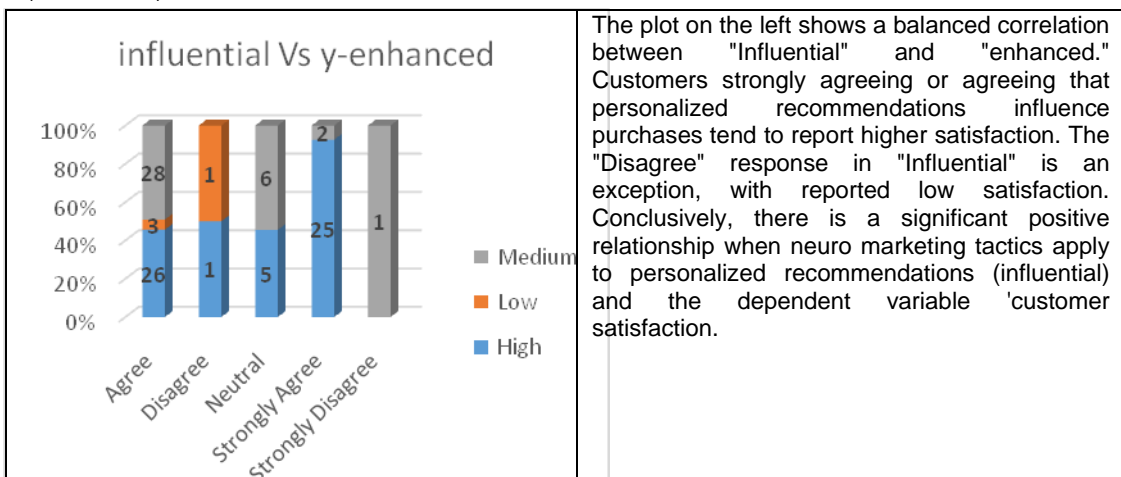 influential Vs y-enhanced
100%
80%
60%
40%
20%
0%
28
3
26
1
1
6
5
2
25
1
Medium
Low
High
Agree
Disagree
Neutral
Strongly Agree
Strongly Disagree
The plot on the left shows a balanced correlation
between "Influential" and "enhanced."
Customers strongly agreeing or agreeing that
personalized recommendations influence
purchases tend to report higher satisfaction. The
"Disagree" response in "Influential" is an
exception, with reported low satisfaction.
Conclusively, there is a significant positive
relationship when neuro marketing tactics apply
to personalized recommendations (influential)
and the dependent variable 'customer
satisfaction.